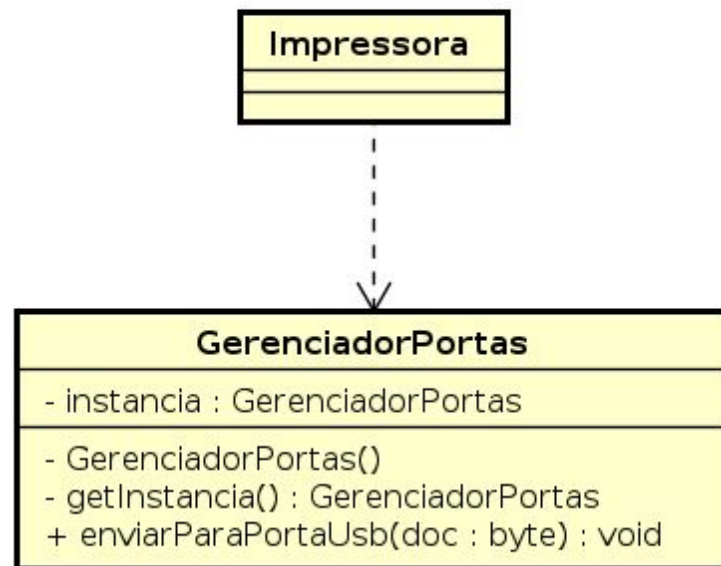 Impressora
GerenciadorPortas
- instancia : GerenciadorPortas
- GerenciadorPortas()
- getInstancia() : GerenciadorPortas
+ enviarParaPortaUsb(doc : byte) : void